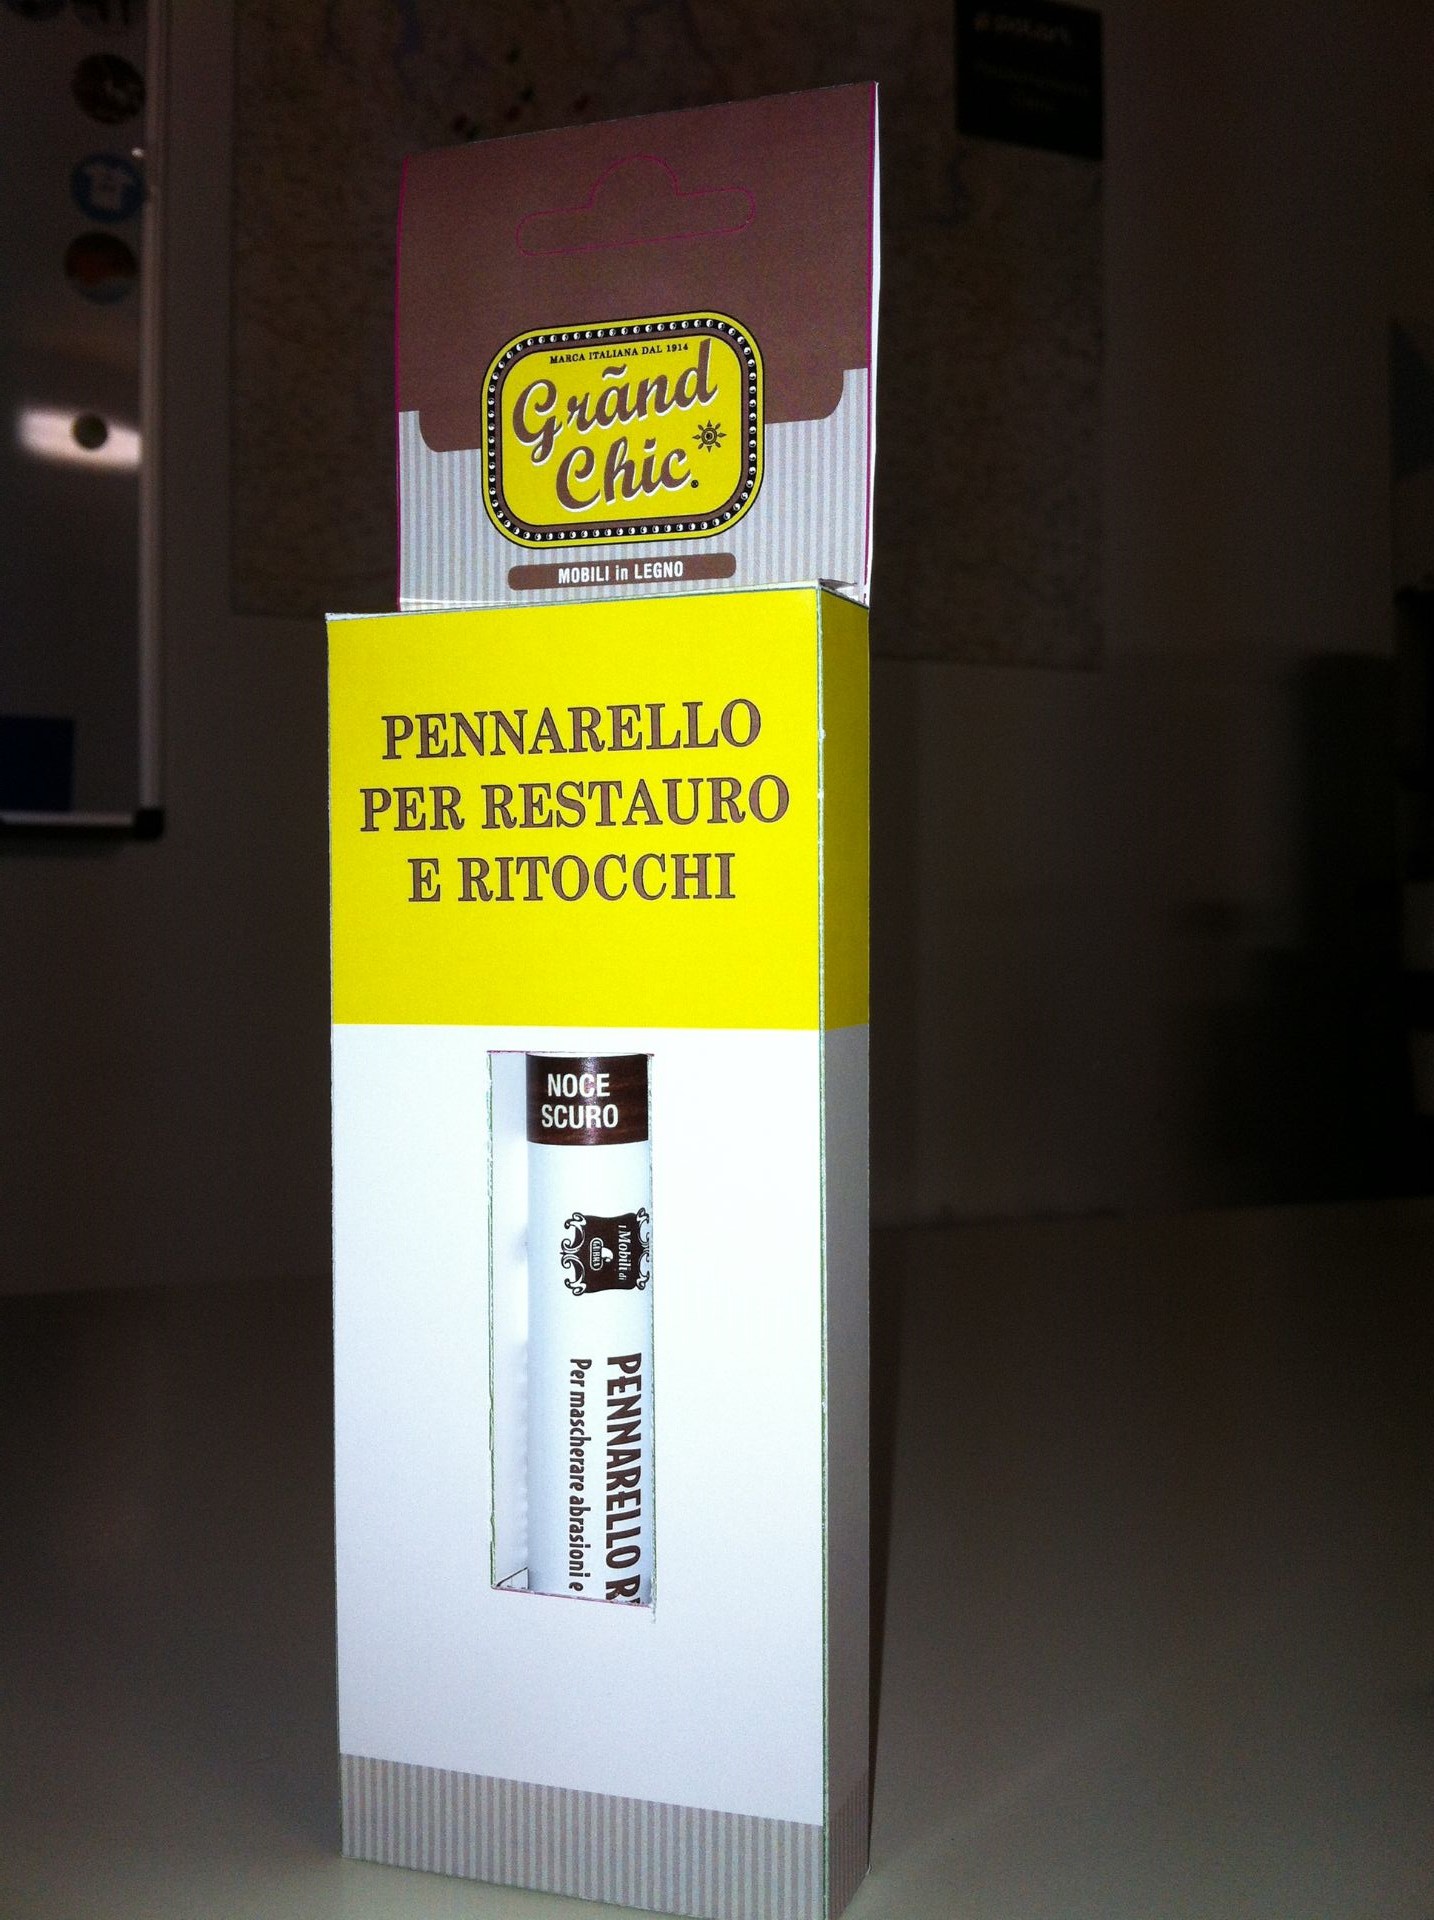 MARCA ITALIANA DAL 1914
Grãnd
Chic
MOBILI in LEGNO
PENNARELLO
PER RESTAURO
E RITOCCHI
NOCE
SCURO
I Mobili di
PENNARELLO R
Per mascherare abrasioni e